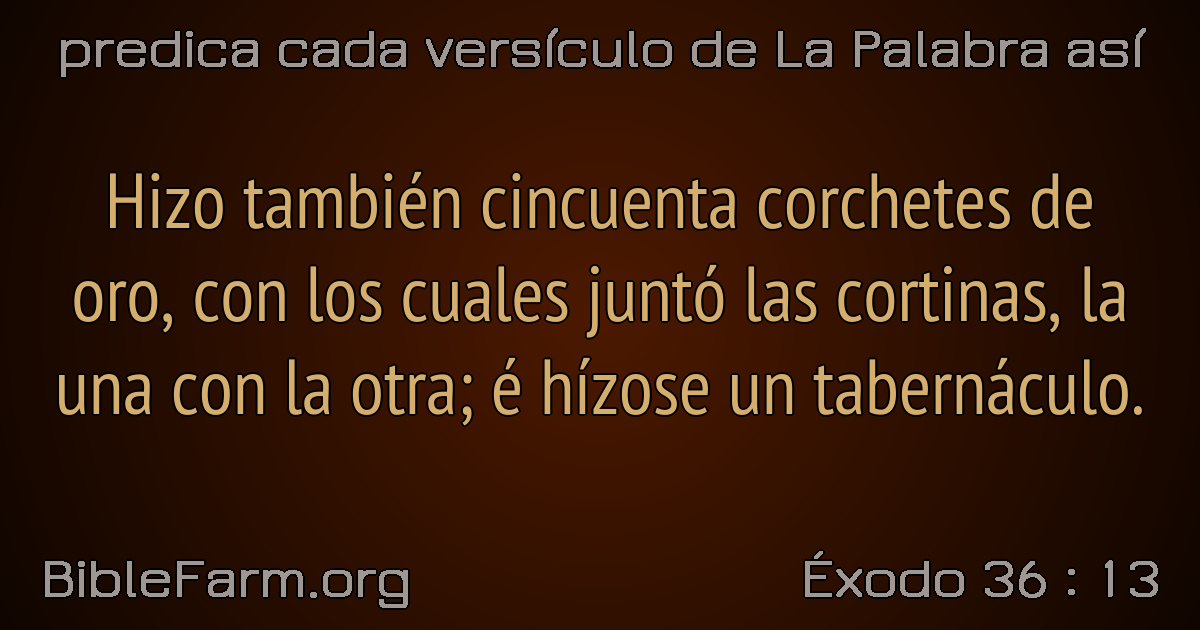 predica cada versículo de La Palabra así
Hizo también cincuenta corchetes de
oro, con los cuales juntó las cortinas, la
una con la otra; é hízose un tabernáculo.
BibleFarm.org
Éxodo 36 : 13